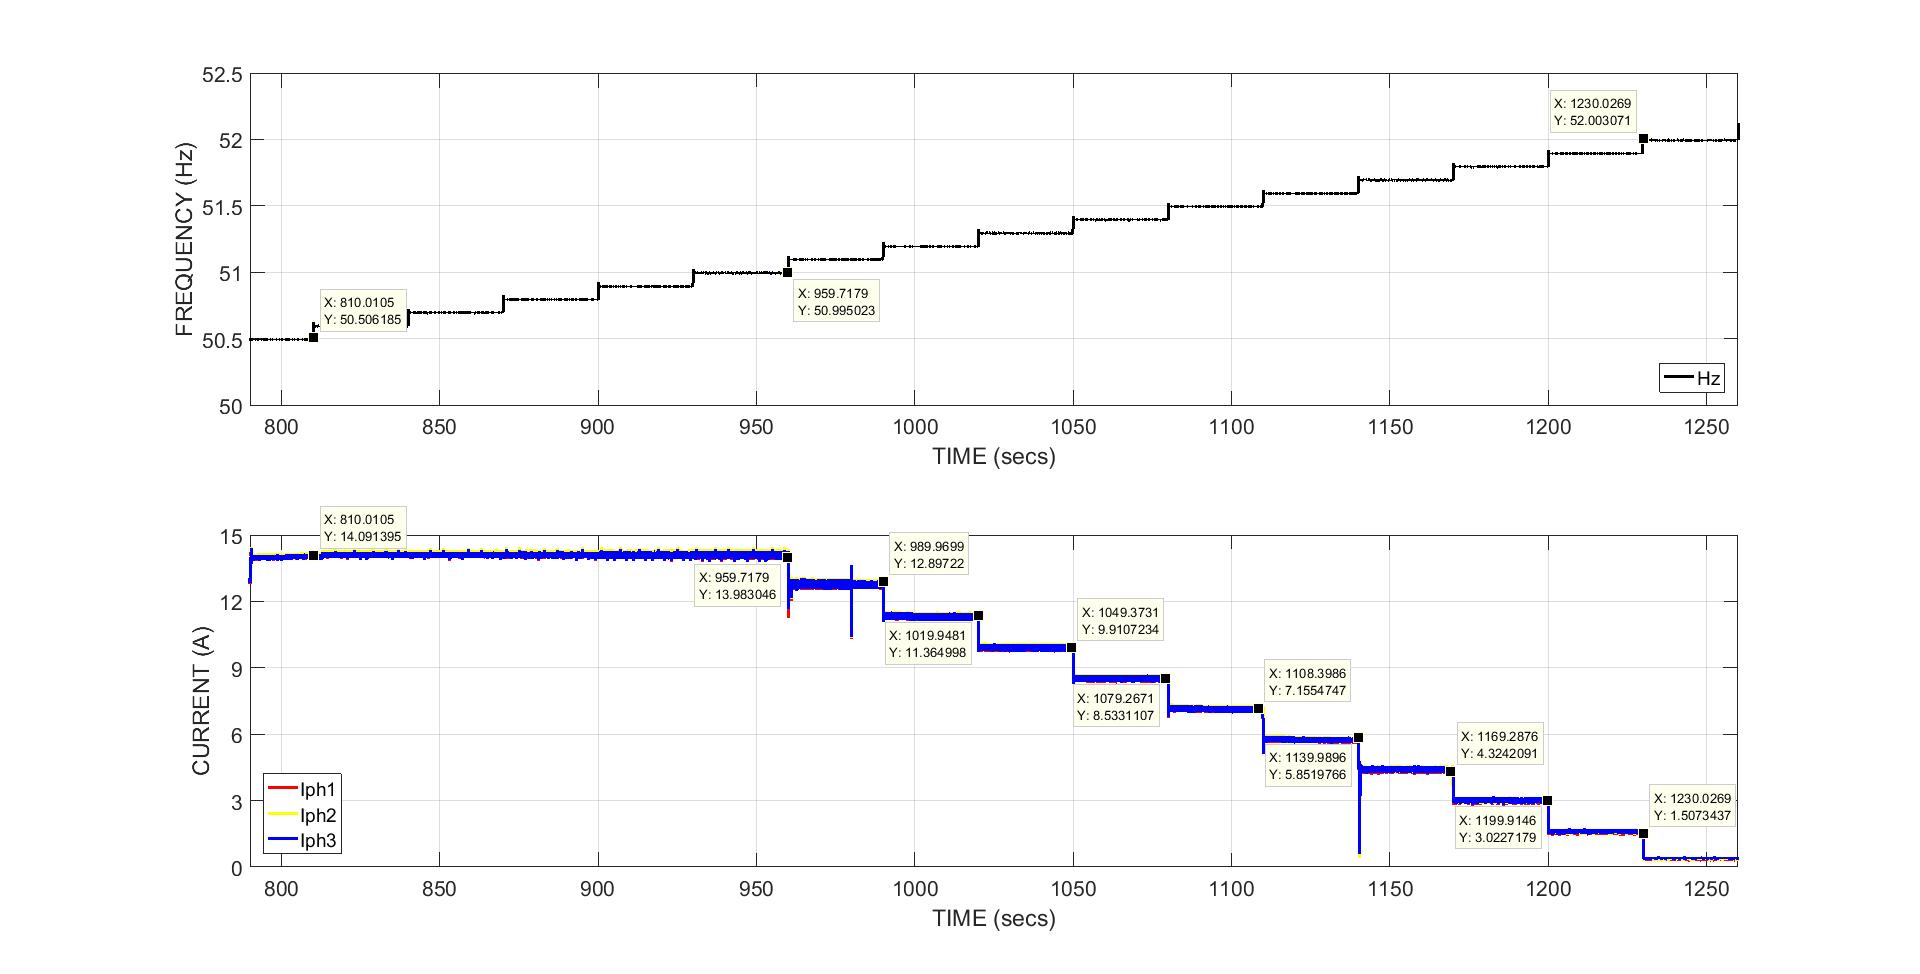 52.5
52
51.5
51
50.5
50
FREQUENCY (Hz)
X: 810.0105
Y: 50.506185
X: 959.7179
Y: 50.995023
X: 1230.0269
Y: 52.003071
Hz
800 850 900 950 1000 1050 1100 1150 1200 1250
TIME (secs)
15
12
9
6
3
0
CURRENT (A)
X: 810.0105
Y: 14.091395
X: 959.7179
Y: 13.983046
X: 989.9699
Y: 12.89722
X: 1019.9481
Y: 11.364998
X: 1049.3731
Y: 9.9107234
X: 1079.2671
Y: 8.5331107
X: 1108.3986
Y: 7.1554747
X: 1139.9896
Y: 5.8519766
X: 1169.2876
Y: 4.3242091
X: 1199.9146
Y: 3.0227179
X: 1230.0269
Y: 1.5073437
Iph1
Iph2
Iph3
800 850 900 950 1000 1050 1100 1150 1200 1250
TIME (secs)